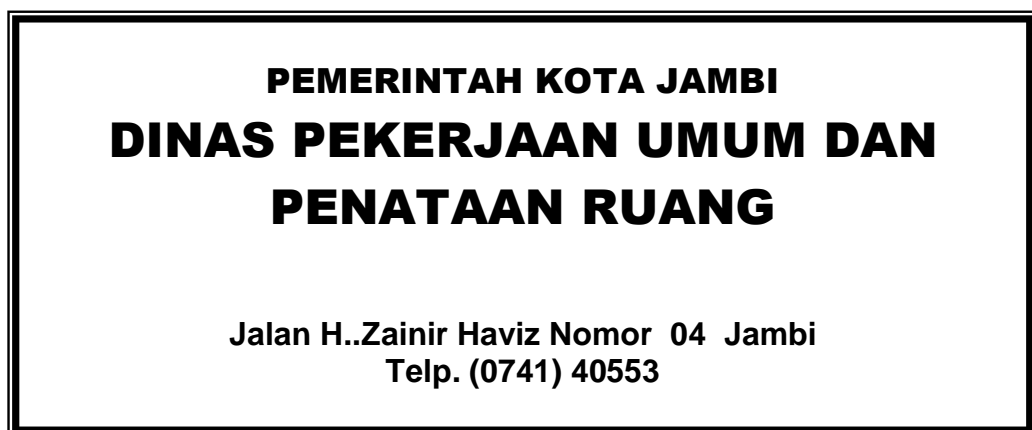 PEMERINTAH KOTA JAMBI
DINAS PEKERJAAN UMUM DAN
PENATAAN RUANG
Jalan H..Zainir Haviz Nomor  04  Jambi
Telp. (0741) 40553